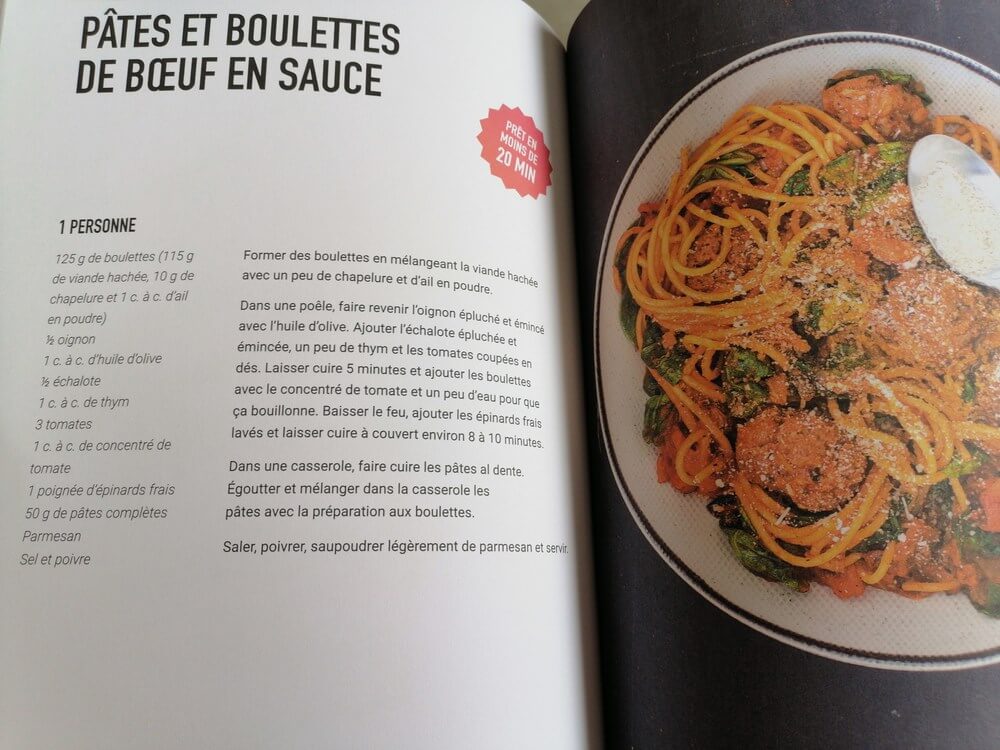 PÂTES ET BOULETTES
DE BŒUF EN SAUCE
PRÊT EN
MOINS DE
20 MIN
1 PERSONNE
125 g de boulettes (115 g
de viande hachée, 10 g de
chapelure et 1 c. à c. d'ail
en poudre)
½ oignon
1 c. à c. d'huile d'olive
½ échalote
1 c. à c. de thym
3 tomates
1 c. à c. de concentré de
tomate
1 poignée d'épinards frais
50 g de pâtes complètes
Parmesan
Sel et poivre
Former des boulettes en mélangeant la viande hachée
avec un peu de chapelure et d'ail en poudre.
Dans une poêle, faire revenir l'oignon épluché et émincé
avec l'huile d'olive. Ajouter l'échalote épluchée et
émincée, un peu de thym et les tomates coupées en
dés. Laisser cuire 5 minutes et ajouter les boulettes
avec le concentré de tomate et un peu d'eau pour que
ça bouillonne. Baisser le feu, ajouter les épinards frais
lavés et laisser cuire à couvert environ 8 à 10 minutes.
Dans une casserole, faire cuire les pâtes al dente.
Égoutter et mélanger dans la casserole les
pâtes avec la préparation aux boulettes.
Saler, poivrer, saupoudrer légèrement de parmesan et servir.